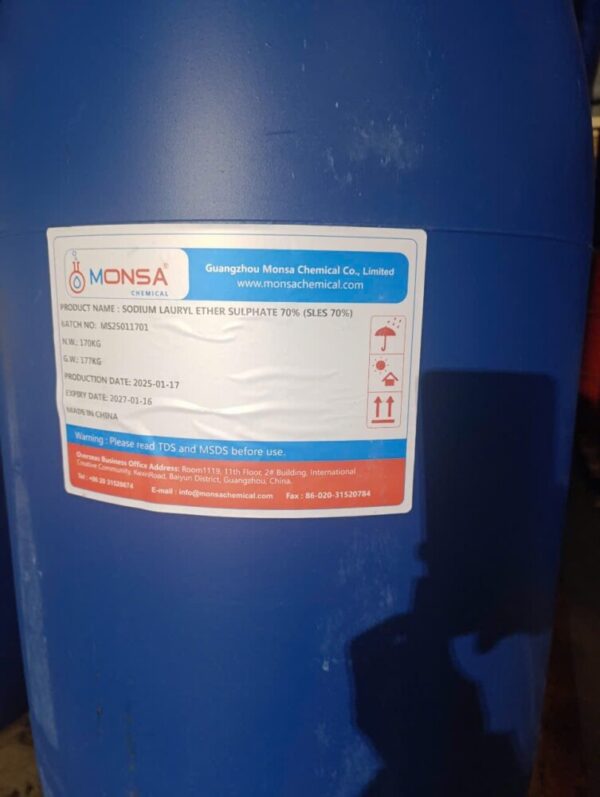 MONSA®
CHEMICAL
Guangzhou Monsa Chemical Co., Limited
www.monsachemical.com
PRODUCT NAME : SODIUM LAURYL ETHER SULPHATE 70% (SLES 70%)
BATCH NO: MS25011701
N.W.: 170KG
G.W.: 177KG
PRODUCTION DATE: 2025-01-17
EXPIRY DATE: 2027-01-16
MADE IN CHINA
Warning : Please read TDS and MSDS before use.
Overseas Business Office Address: Room1119, 11th Floor, 2# Building, International
Creative Community, KwinRoad, Baiyun District, Guangzhou, China.
Tel : +86 20 31520674 E-mail : info@monsachemical.com Fax : 86-020-31520784